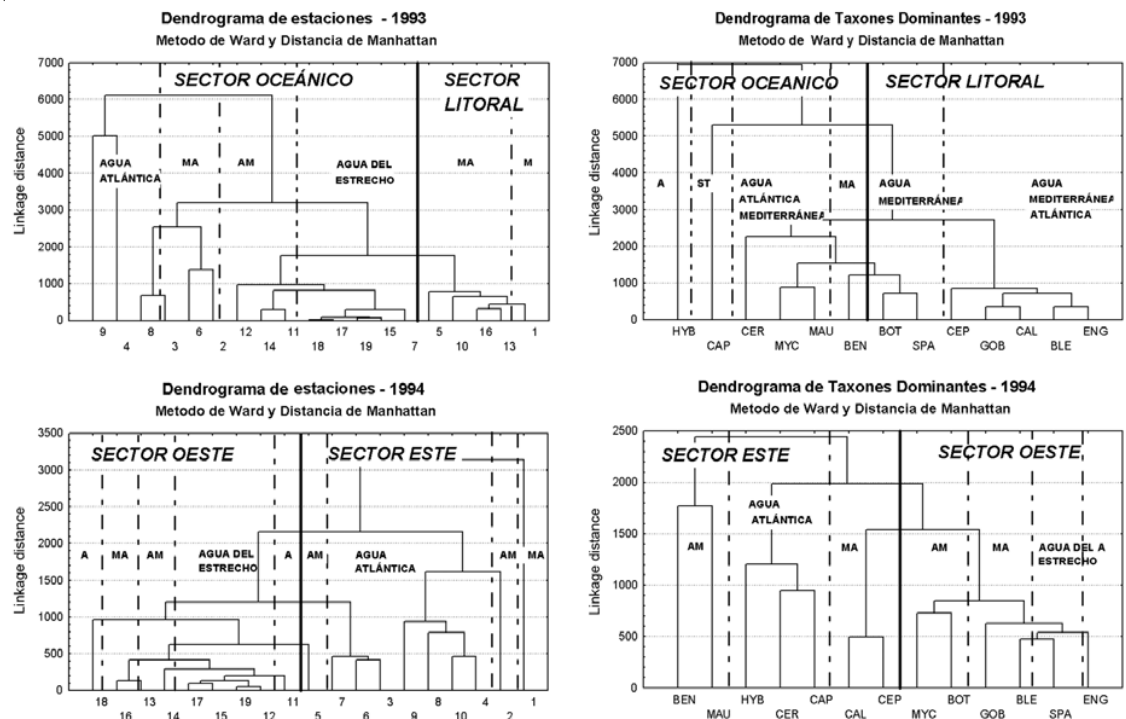 Dendrograma de estaciones - 1993
Metodo de Ward y Distancia de Manhattan
SECTOR OCEÁNICO
SECTOR
LITORAL
AGUA
ATLÁNTICA
MA
AM
AGUA DEL
ESTRECHO
MA
M
Linkage distance
7000
6000
5000
4000
3000
2000
1000
0
9 8 6 12 11 17 15 5 16 1
4 3 2 14 18 19 7 10 13
Dendrograma de Taxones Dominantes - 1993
Metodo de Ward y Distancia de Manhattan
SECTOR OCEANICO
SECTOR LITORAL
A
ST
AGUA
ATLÁNTICA
MEDITERRÁNEA
MA
AGUA
MEDITERRÁNEA
AGUA
MEDITERRÁNEA
ATLÁNTICA
Linkage distance
7000
6000
5000
4000
3000
2000
1000
0
HYB CER MAU BOT CEP CAL ENG
CAP MYC BEN SPA GOB BLE
Dendrograma de estaciones - 1994
Metodo de Ward y Distancia de Manhattan
SECTOR OESTE
SECTOR ESTE
A
MA
AM
AGUA DEL
ESTRECHO
A
AM
AGUA
ATLÁNTICA
AM
MA
Linkage distance
3500
3000
2500
2000
1500
1000
500
0
18 13 17 19 11 7 3 8 4 1
16 14 15 12 5 6 9 10 2
Dendrograma de Taxones Dominantes - 1994
Metodo de Ward y Distancia de Manhattan
SECTOR ESTE
SECTOR OESTE
AM
AGUA
ATLÁNTICA
MA
AM
MA
AGUA DEL A
ESTRECHO
Linkage distance
2500
2000
1500
1000
500
0
BEN HYB CAP CEP BOT BLE ENG
MAU CER CAL MYC GOB SPA